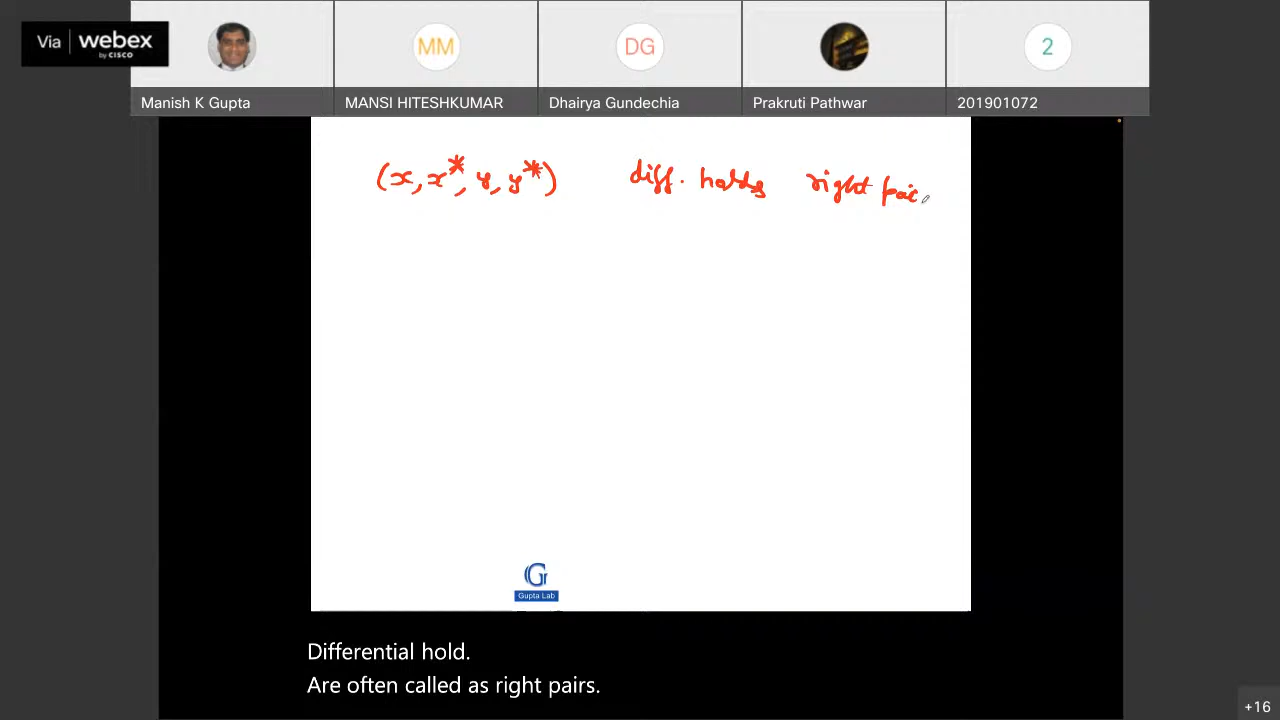 Via webex
by CISCO
MM DG 2
Manish K Gupta MANSI HITESHKUMAR Dhairya Gundechia Prakruti Pathwar 201901072
(x, x*, y, y*) diff. holds right pair
G
Gupta Lab
Differential hold.
Are often called as right pairs.
+16